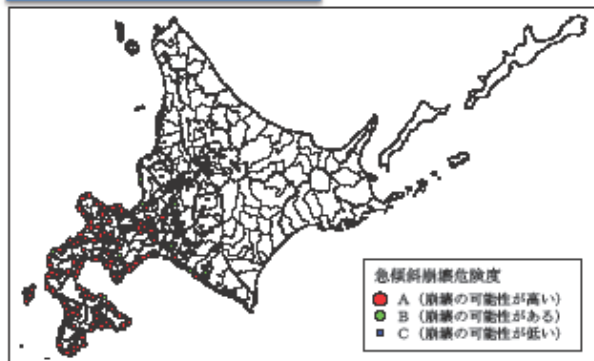 急傾斜崩壊危険度
A（崩壊の可能性が高い）
B（崩壊の可能性がある）
C（崩壊の可能性が低い）